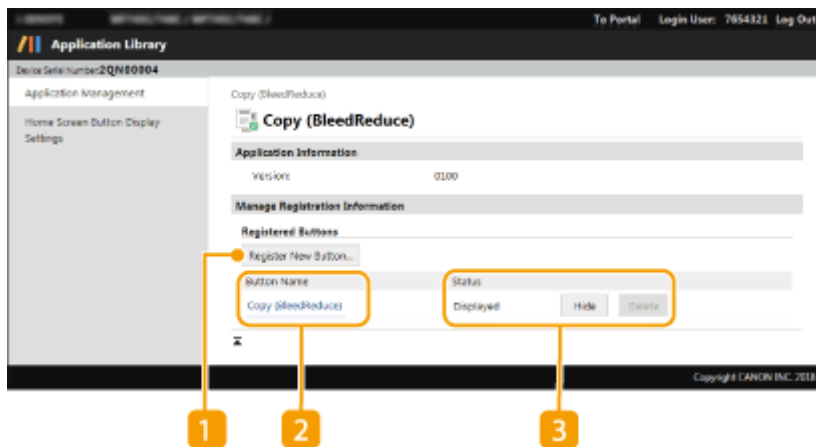 To Portal Login User: 7654321 Log Out
Application Library
Device Serial Number:2QN00004
Application Management
Home Screen Button Display
Settings
Copy (BleedReduce)
Copy (BleedReduce)
Application Information
Version: 0100
Manage Registration Information
Registered Buttons
Register New Button...
Button Name Status
Copy (BleedReduce) Displayed Hide Delete
Copyright CANON INC. 2018
1 2 3